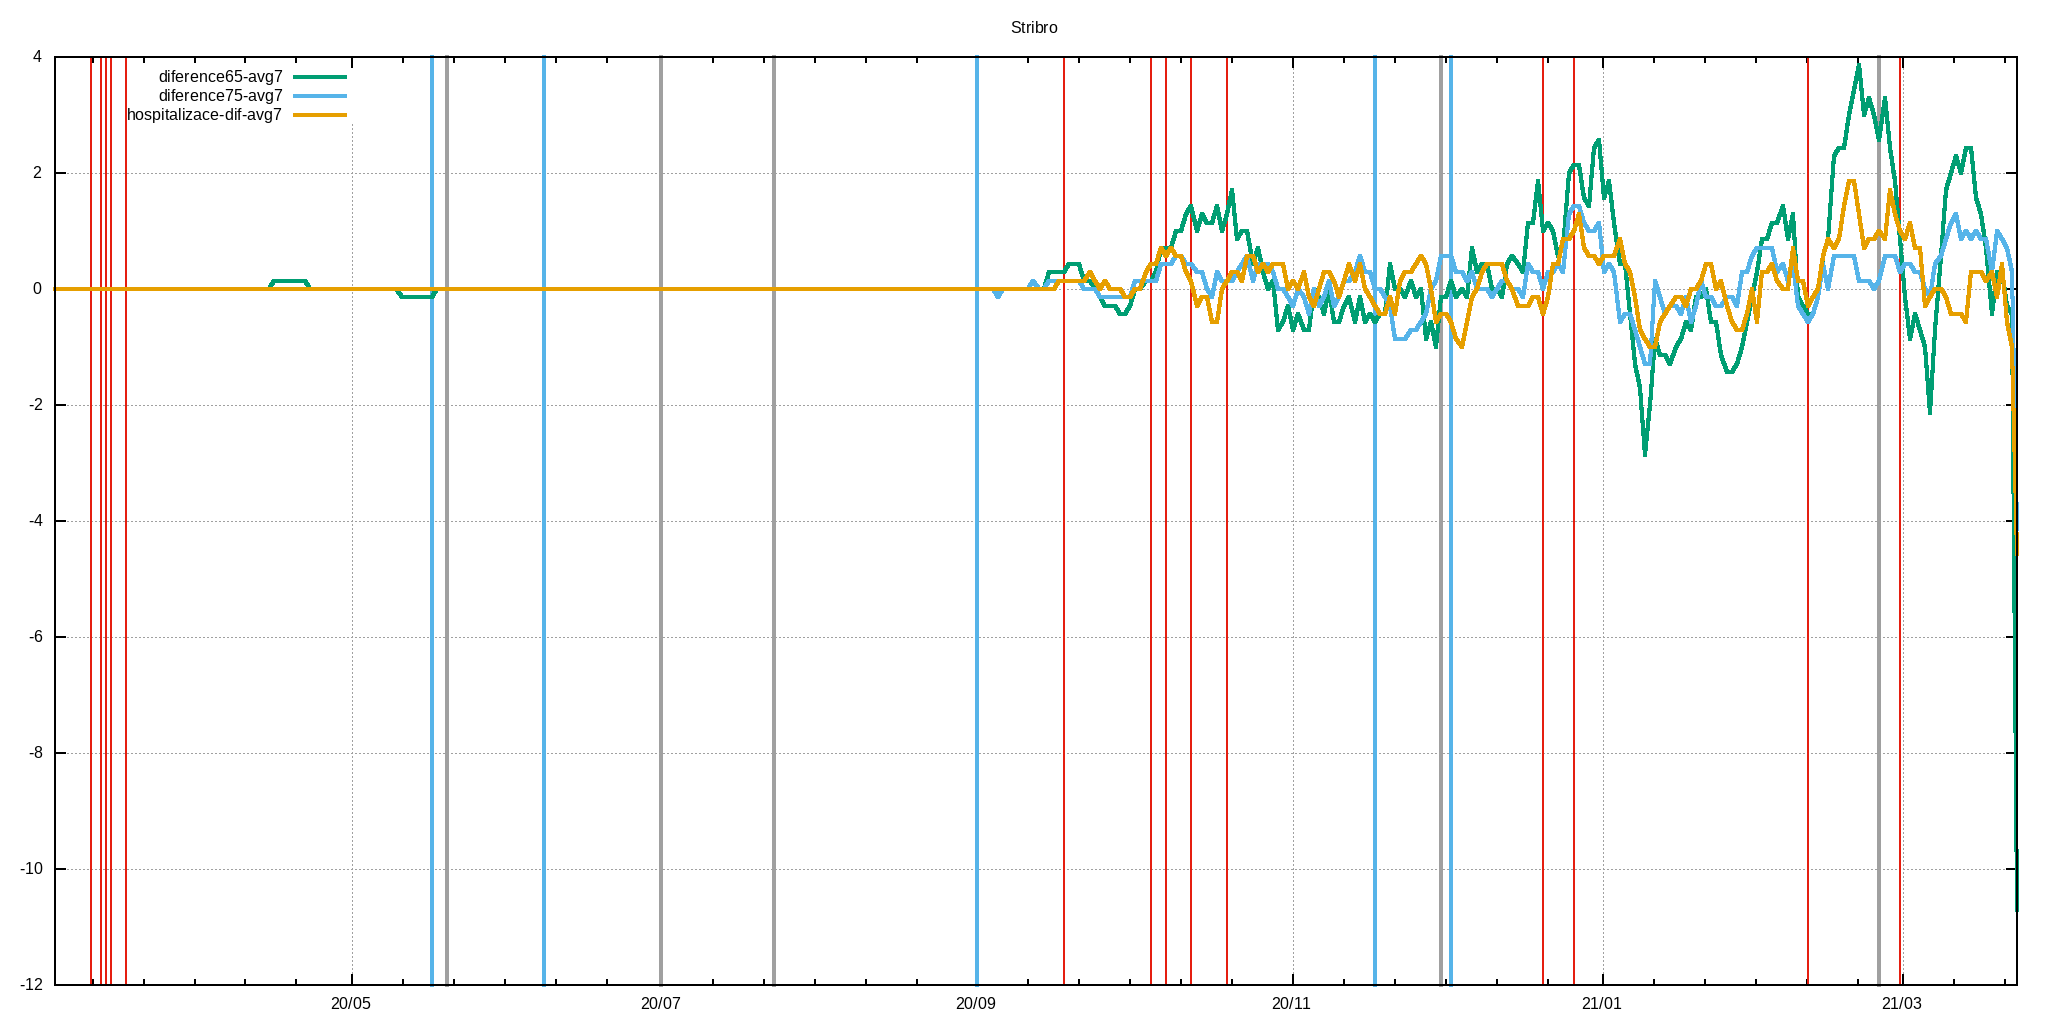 Stribro
diference65-avg7
diference75-avg7
hospitalizace-dif-avg7
4
2
0
-2
-4
-6
-8
-10
-12
20/05 20/07 20/09 20/11 21/01 21/03